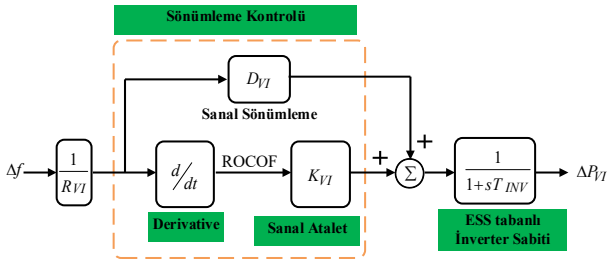 Sönümleme Kontrolü
D_VI
Sanal Sönümleme
+
Δf
1
R_VI
d/dt
ROCOF
K_VI
+
Σ
1
1+sT_INV
ΔP_VI
Derivative
Sanal Atalet
ESS tabanlı
İnverter Sabiti